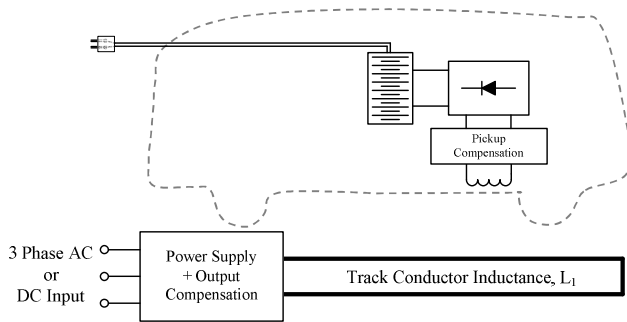 Pickup
Compensation
3 Phase AC
or
DC Input
Power Supply
+ Output
Compensation
Track Conductor Inductance, L₁